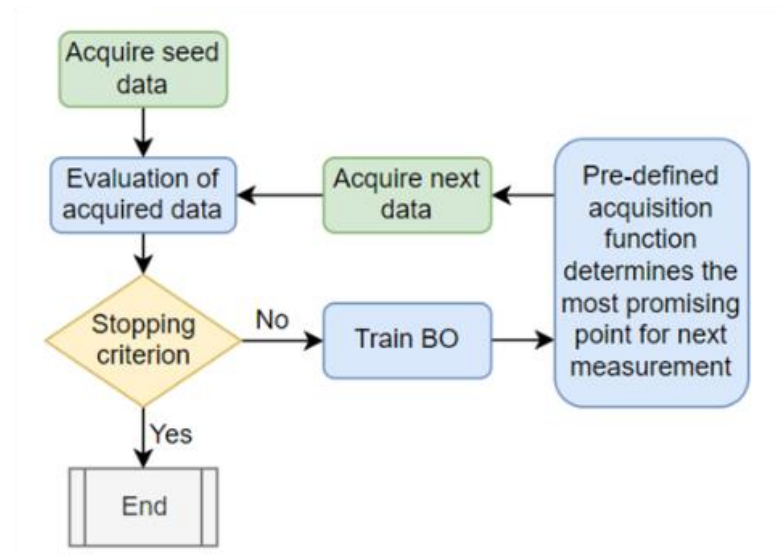 Acquire seed
data
Evaluation of
acquired data
Acquire next
data
Pre-defined
acquisition
function
determines the
most promising
point for next
measurement
Stopping
criterion
No
Train BO
Yes
End